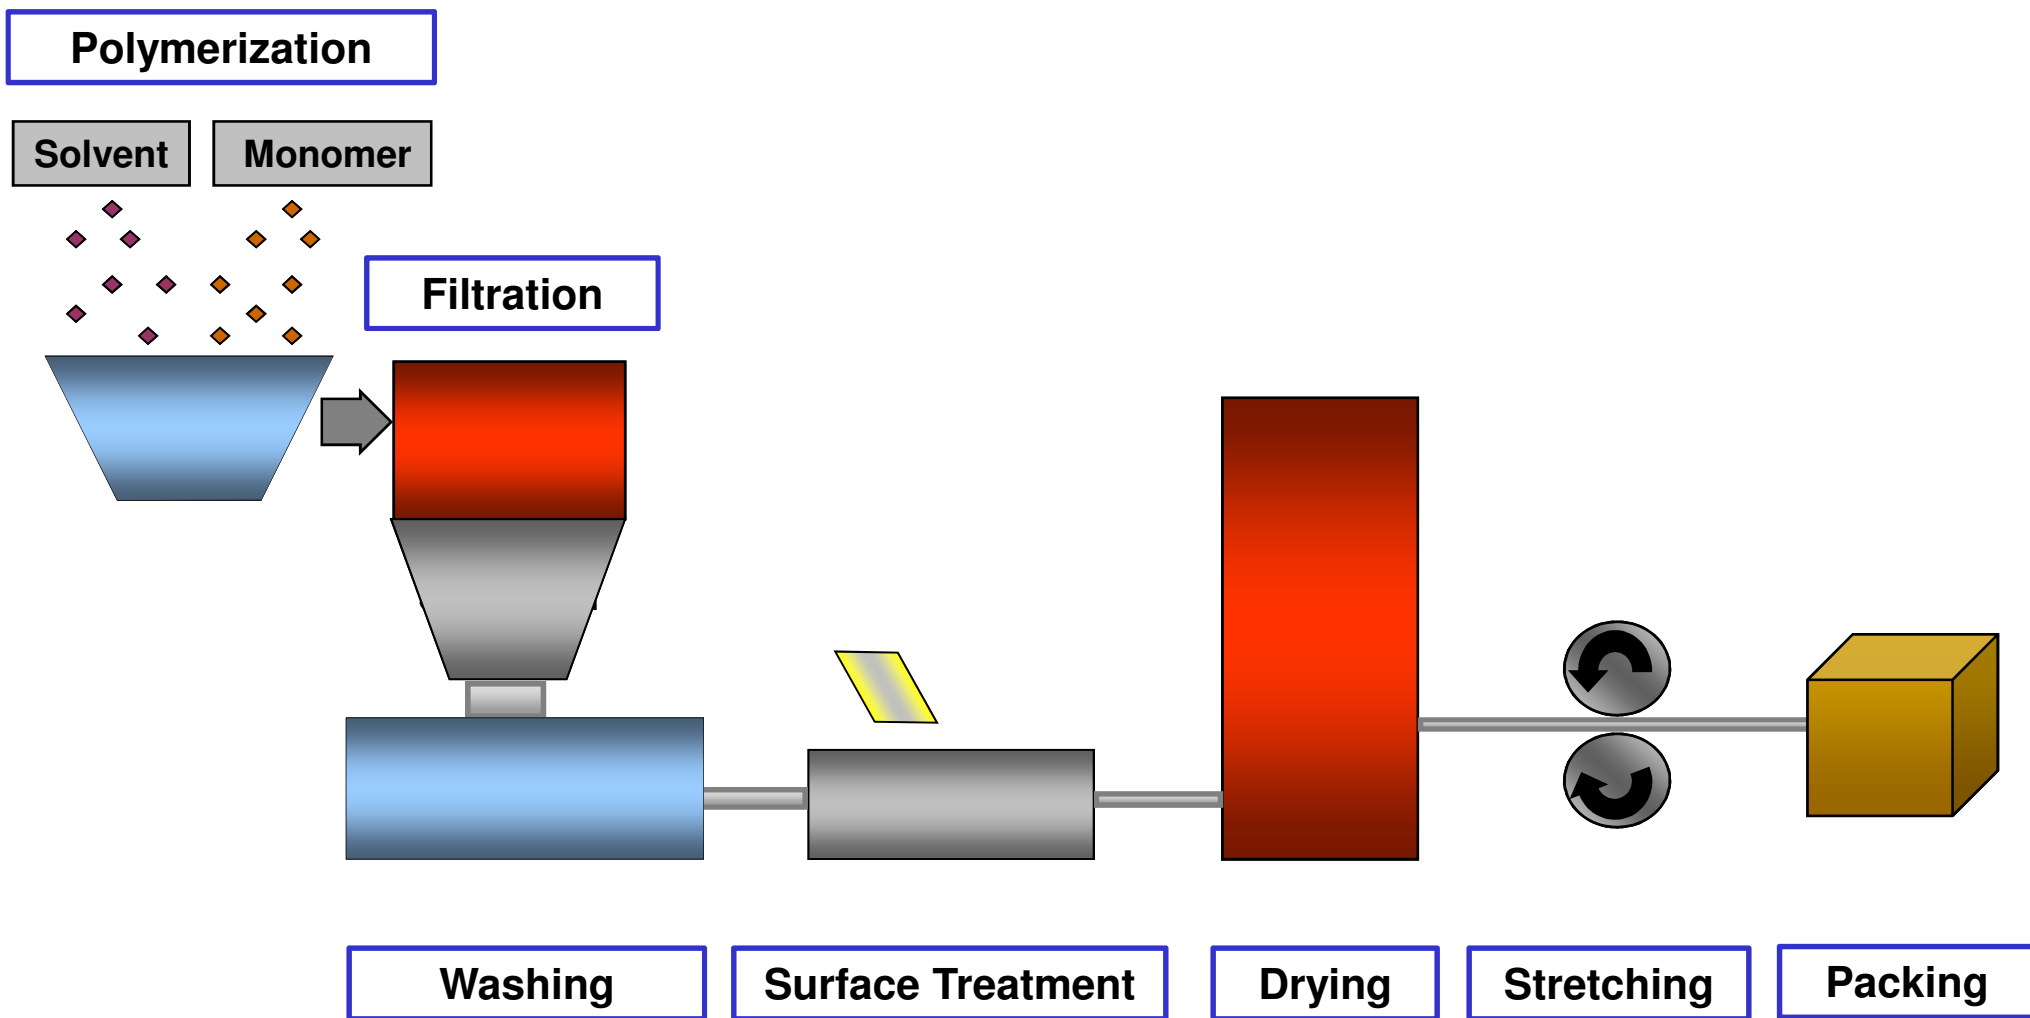 Polymerization
Solvent
Monomer
Filtration
Washing
Surface Treatment
Drying
Stretching
Packing